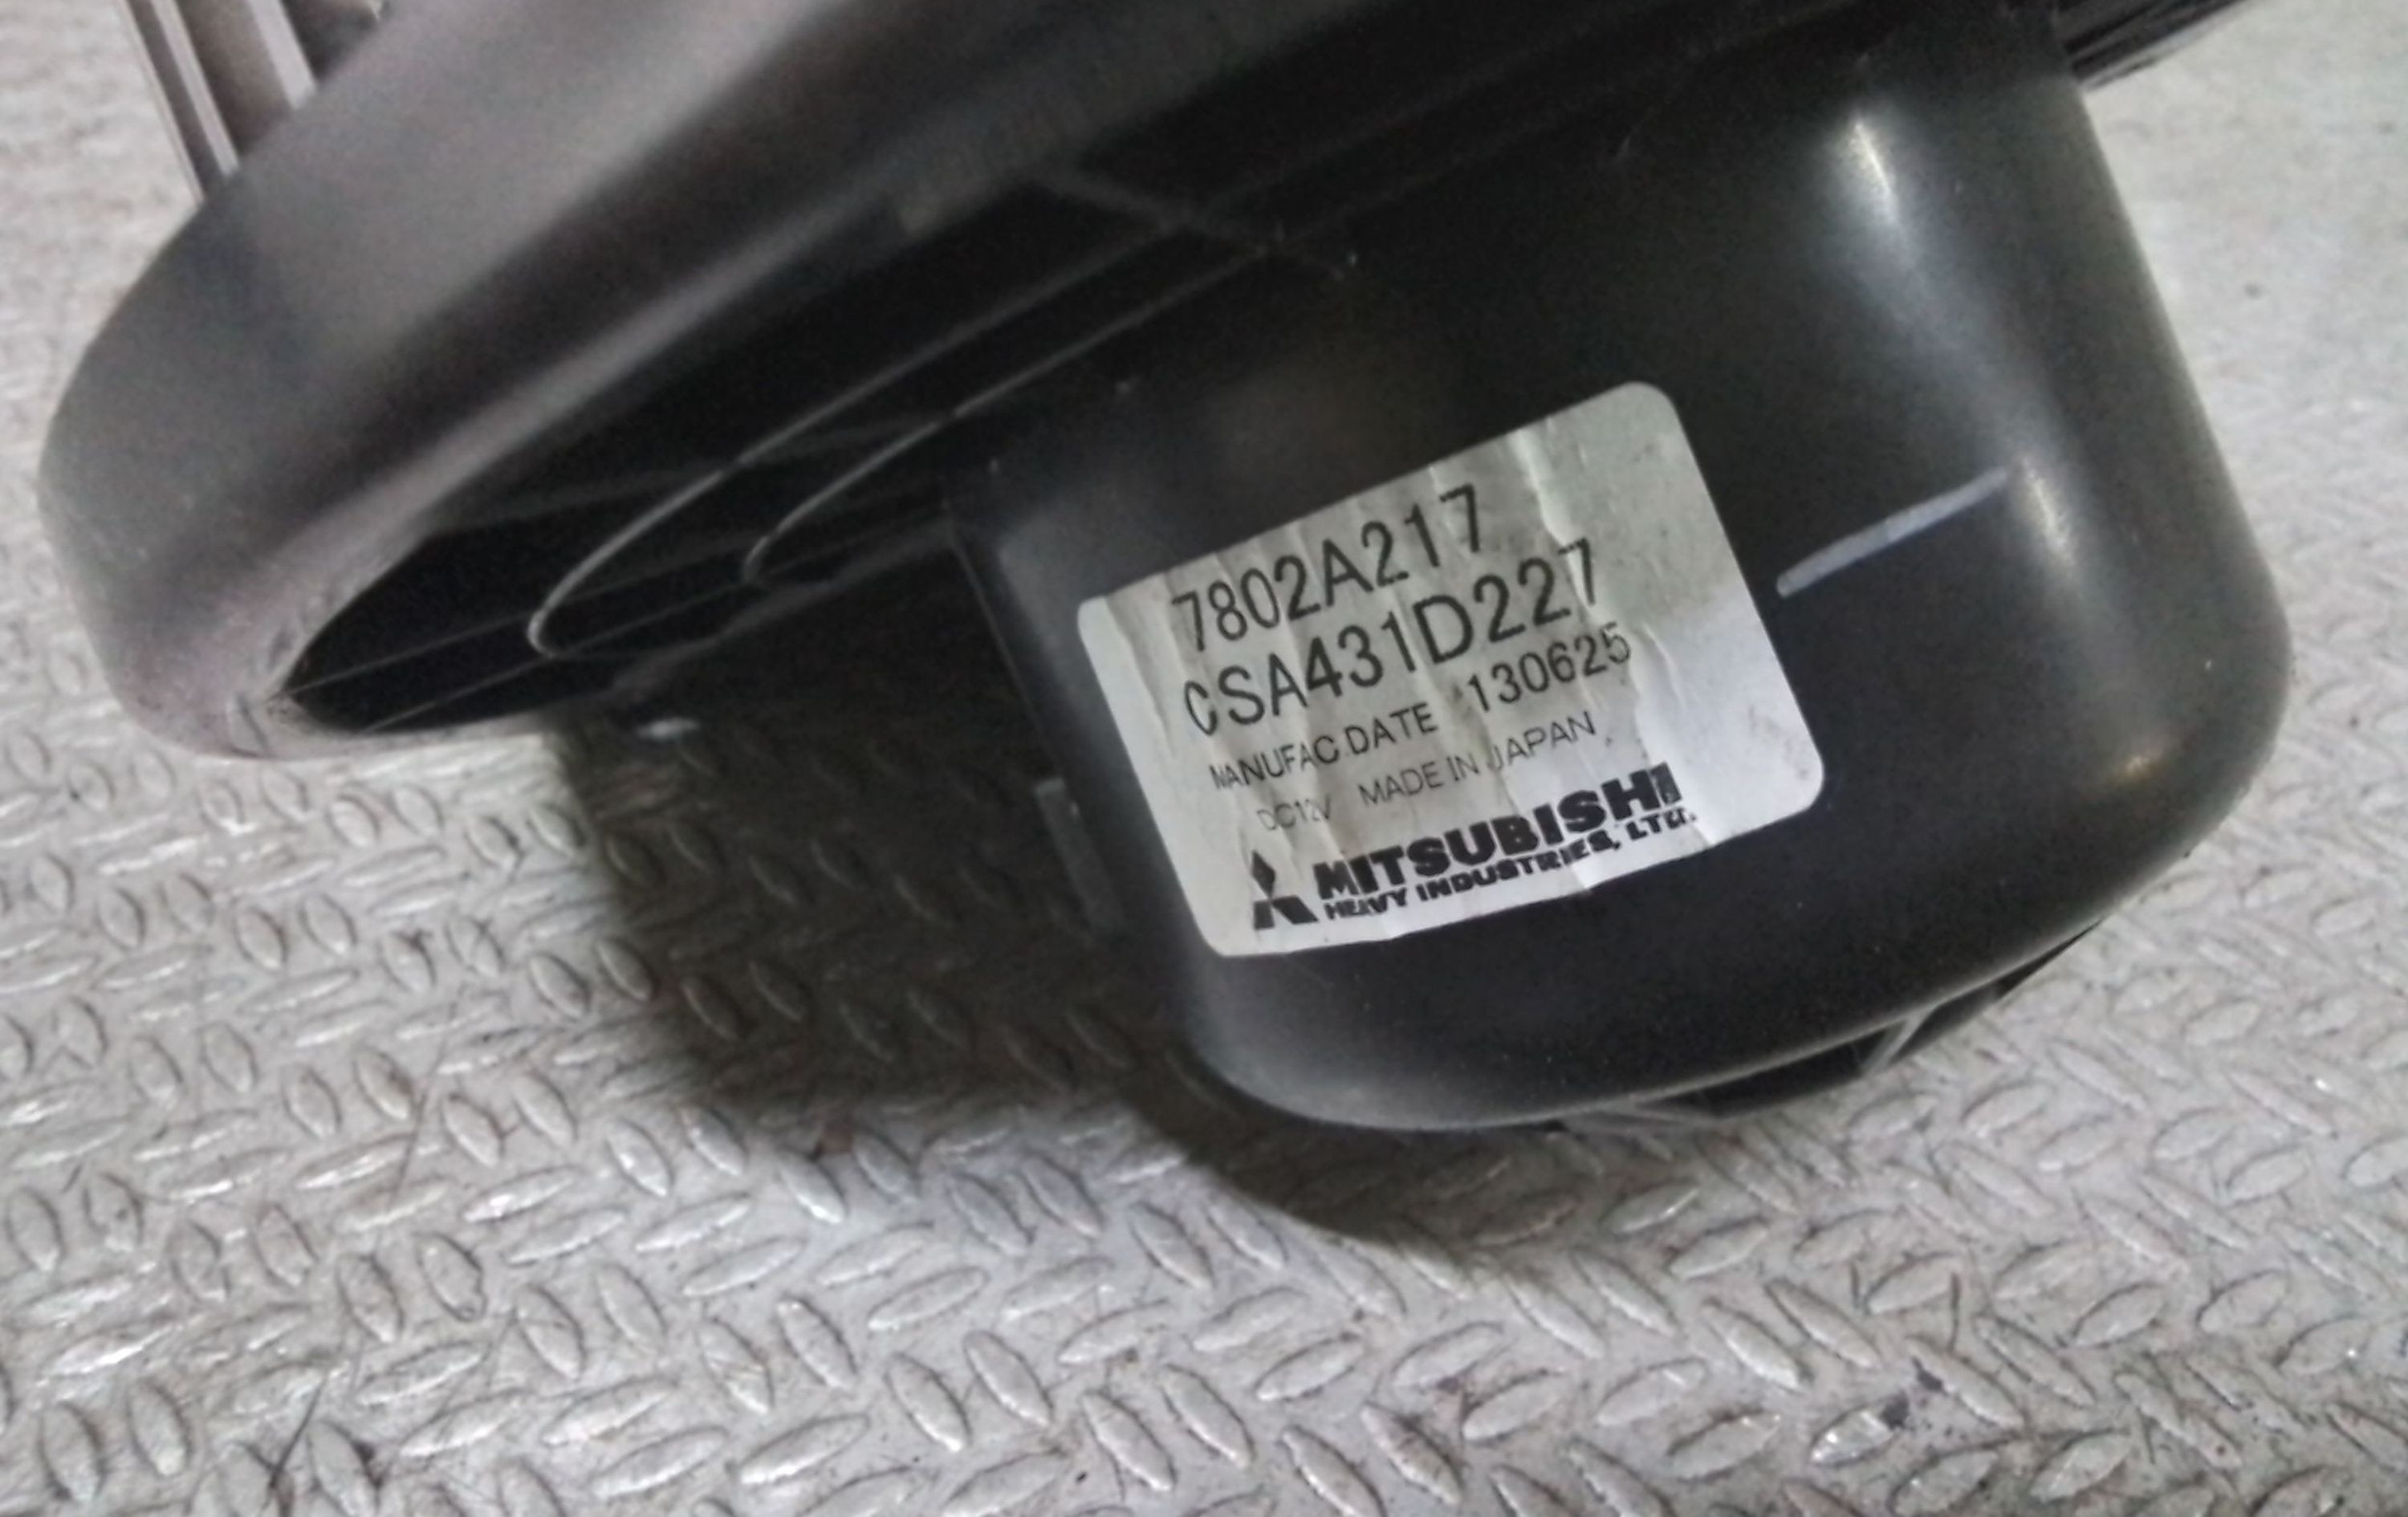 7802A217
CSA431D227
MANUFAC DATE 130625
DC12V MADE IN JAPAN
MITSUBISHI
HEAVY INDUSTRIES, LTD.